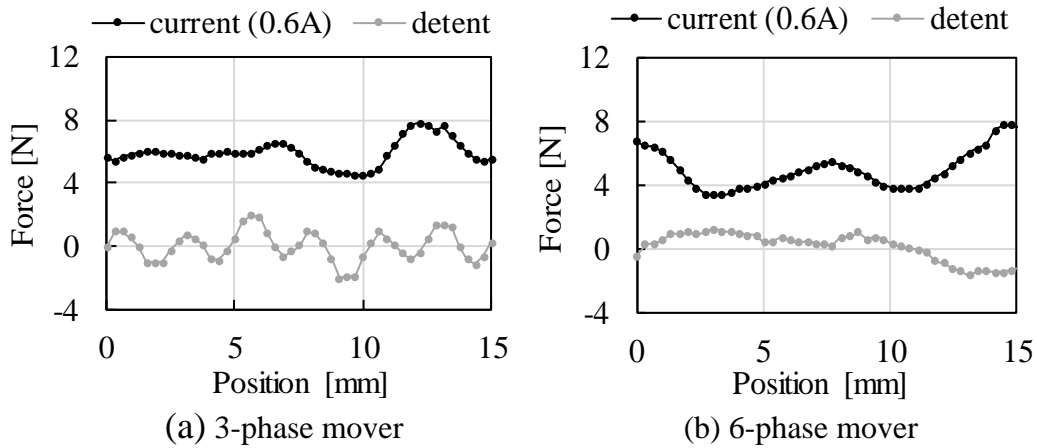 current (0.6A) detent
12
8
4
0
-4
Force [N]
0 5 10 15
Position [mm]
(a) 3-phase mover
current (0.6A) detent
12
8
4
0
-4
Force [N]
0 5 10 15
Position [mm]
(b) 6-phase mover